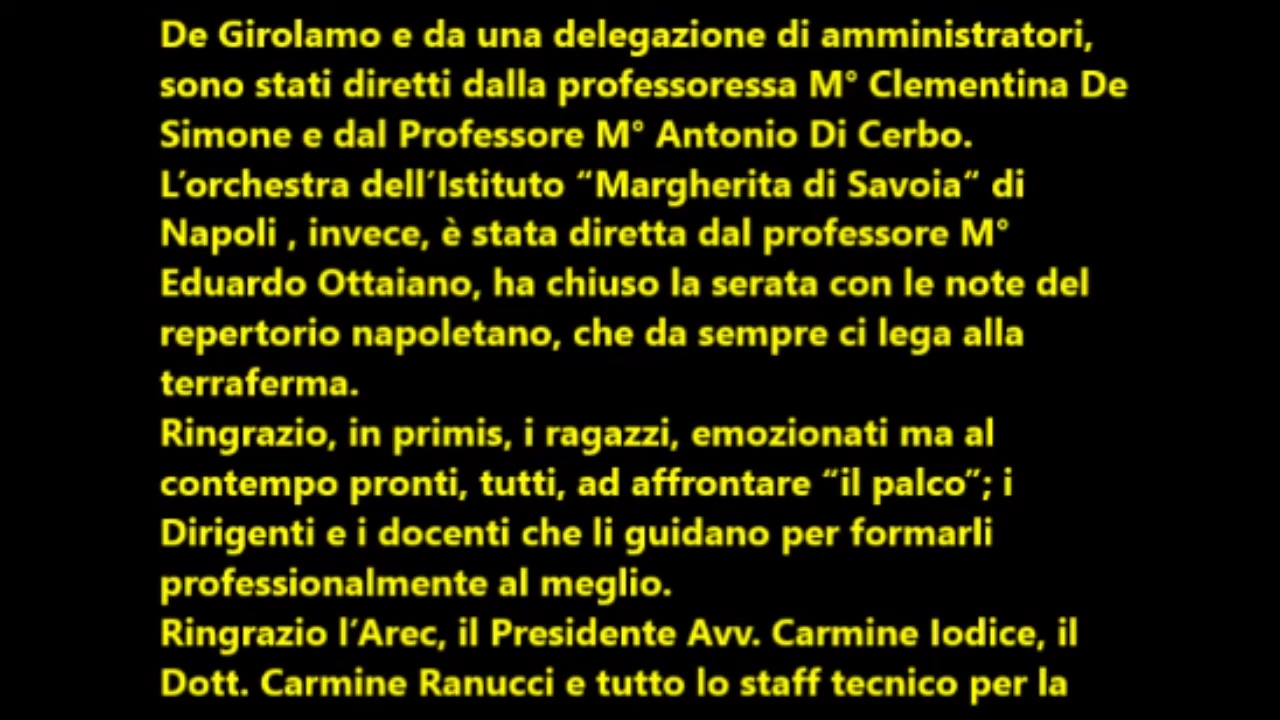 De Girolamo e da una delegazione di amministratori,
sono stati diretti dalla professoressa M° Clementina De
Simone e dal Professore M° Antonio Di Cerbo.
L’orchestra dell’Istituto “Margherita di Savoia“ di
Napoli , invece, è stata diretta dal professore M°
Eduardo Ottaiano, ha chiuso la serata con le note del
repertorio napoletano, che da sempre ci lega alla
terraferma.
Ringrazio, in primis, i ragazzi, emozionati ma al
contempo pronti, tutti, ad affrontare “il palco”; i
Dirigenti e i docenti che li guidano per formarli
professionalmente al meglio.
Ringrazio l’Arec, il Presidente Avv. Carmine Iodice, il
Dott. Carmine Ranucci e tutto lo staff tecnico per la